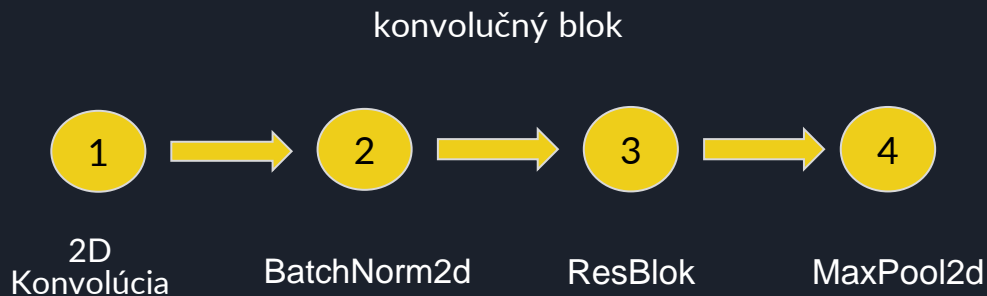 konvolučný blok
1
2
3
4
2D
Konvolúcia
BatchNorm2d
ResBlok
MaxPool2d